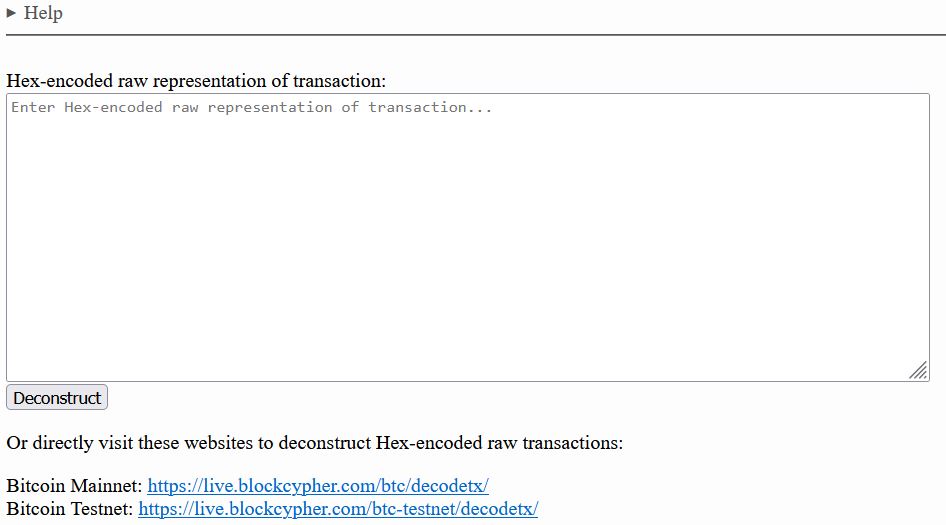 ▸ Help
Hex-encoded raw representation of transaction:
Enter Hex-encoded raw representation of transaction...
Deconstruct
Or directly visit these websites to deconstruct Hex-encoded raw transactions:
Bitcoin Mainnet: https://live.blockcypher.com/btc/decodetx/
Bitcoin Testnet: https://live.blockcypher.com/btc-testnet/decodetx/